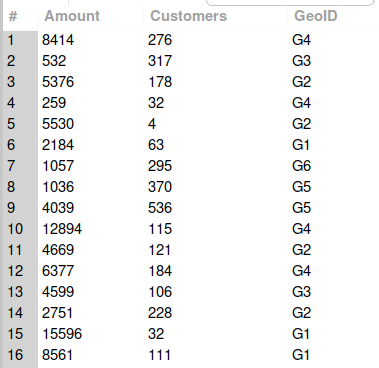 # Amount Customers GeoID
1 8414 276 G4
2 532 317 G3
3 5376 178 G2
4 259 32 G4
5 5530 4 G2
6 2184 63 G1
7 1057 295 G6
8 1036 370 G5
9 4039 536 G5
10 12894 115 G4
11 4669 121 G2
12 6377 184 G4
13 4599 106 G3
14 2751 228 G2
15 15596 32 G1
16 8561 111 G1